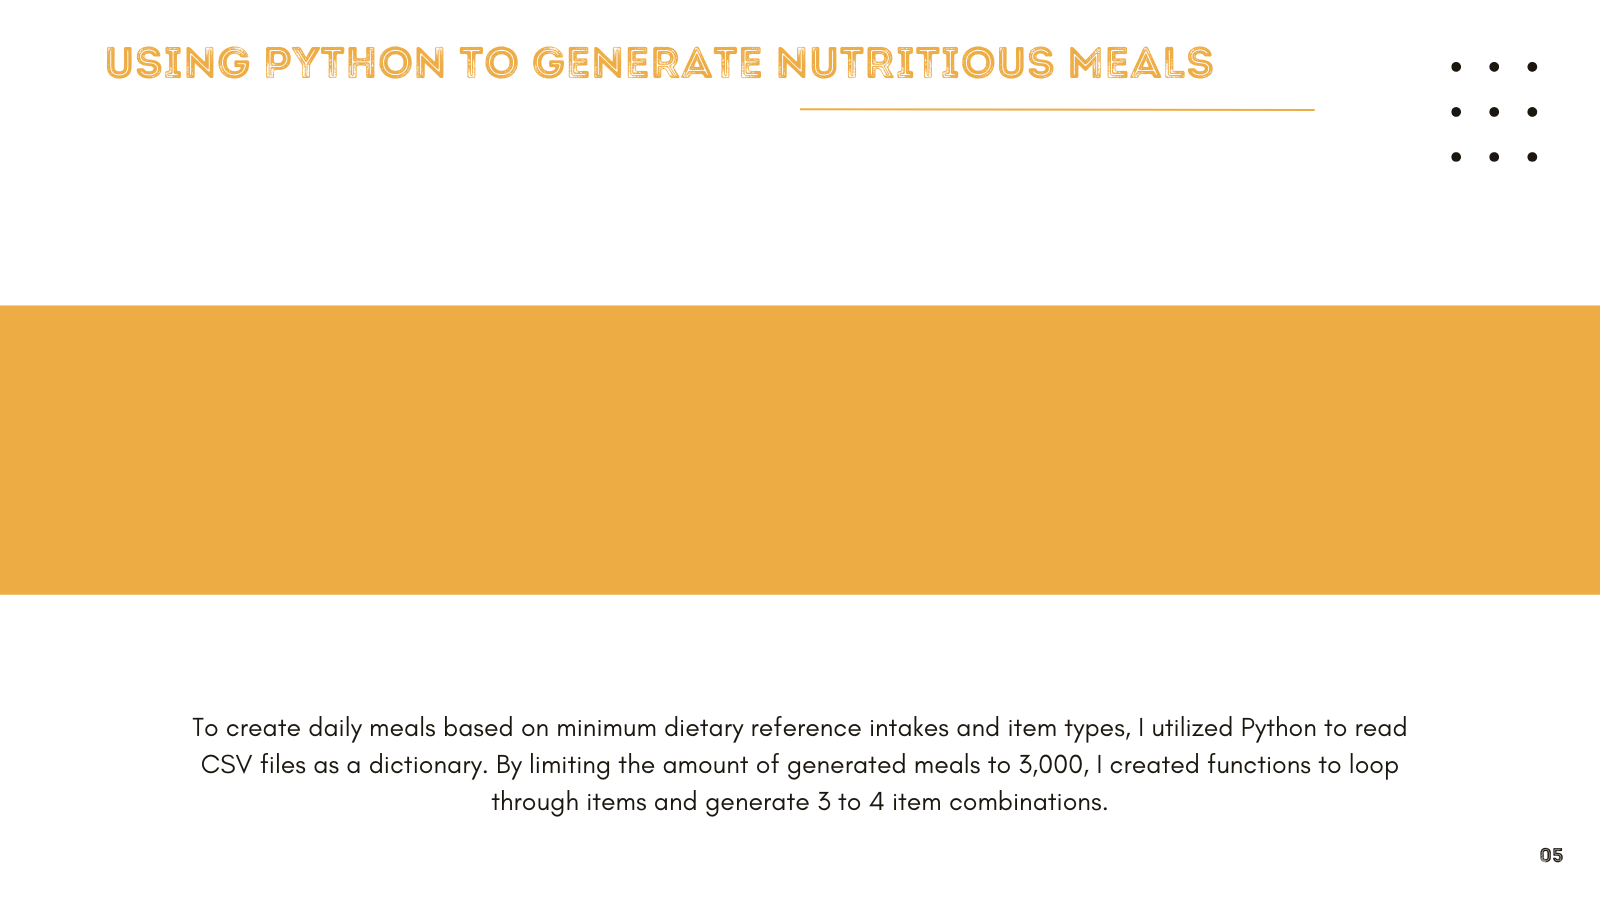 USING PYTHON TO GENERATE NUTRITIOUS MEALS
To create daily meals based on minimum dietary reference intakes and item types, I utilized Python to read
CSV files as a dictionary. By limiting the amount of generated meals to 3,000, I created functions to loop
through items and generate 3 to 4 item combinations.
05